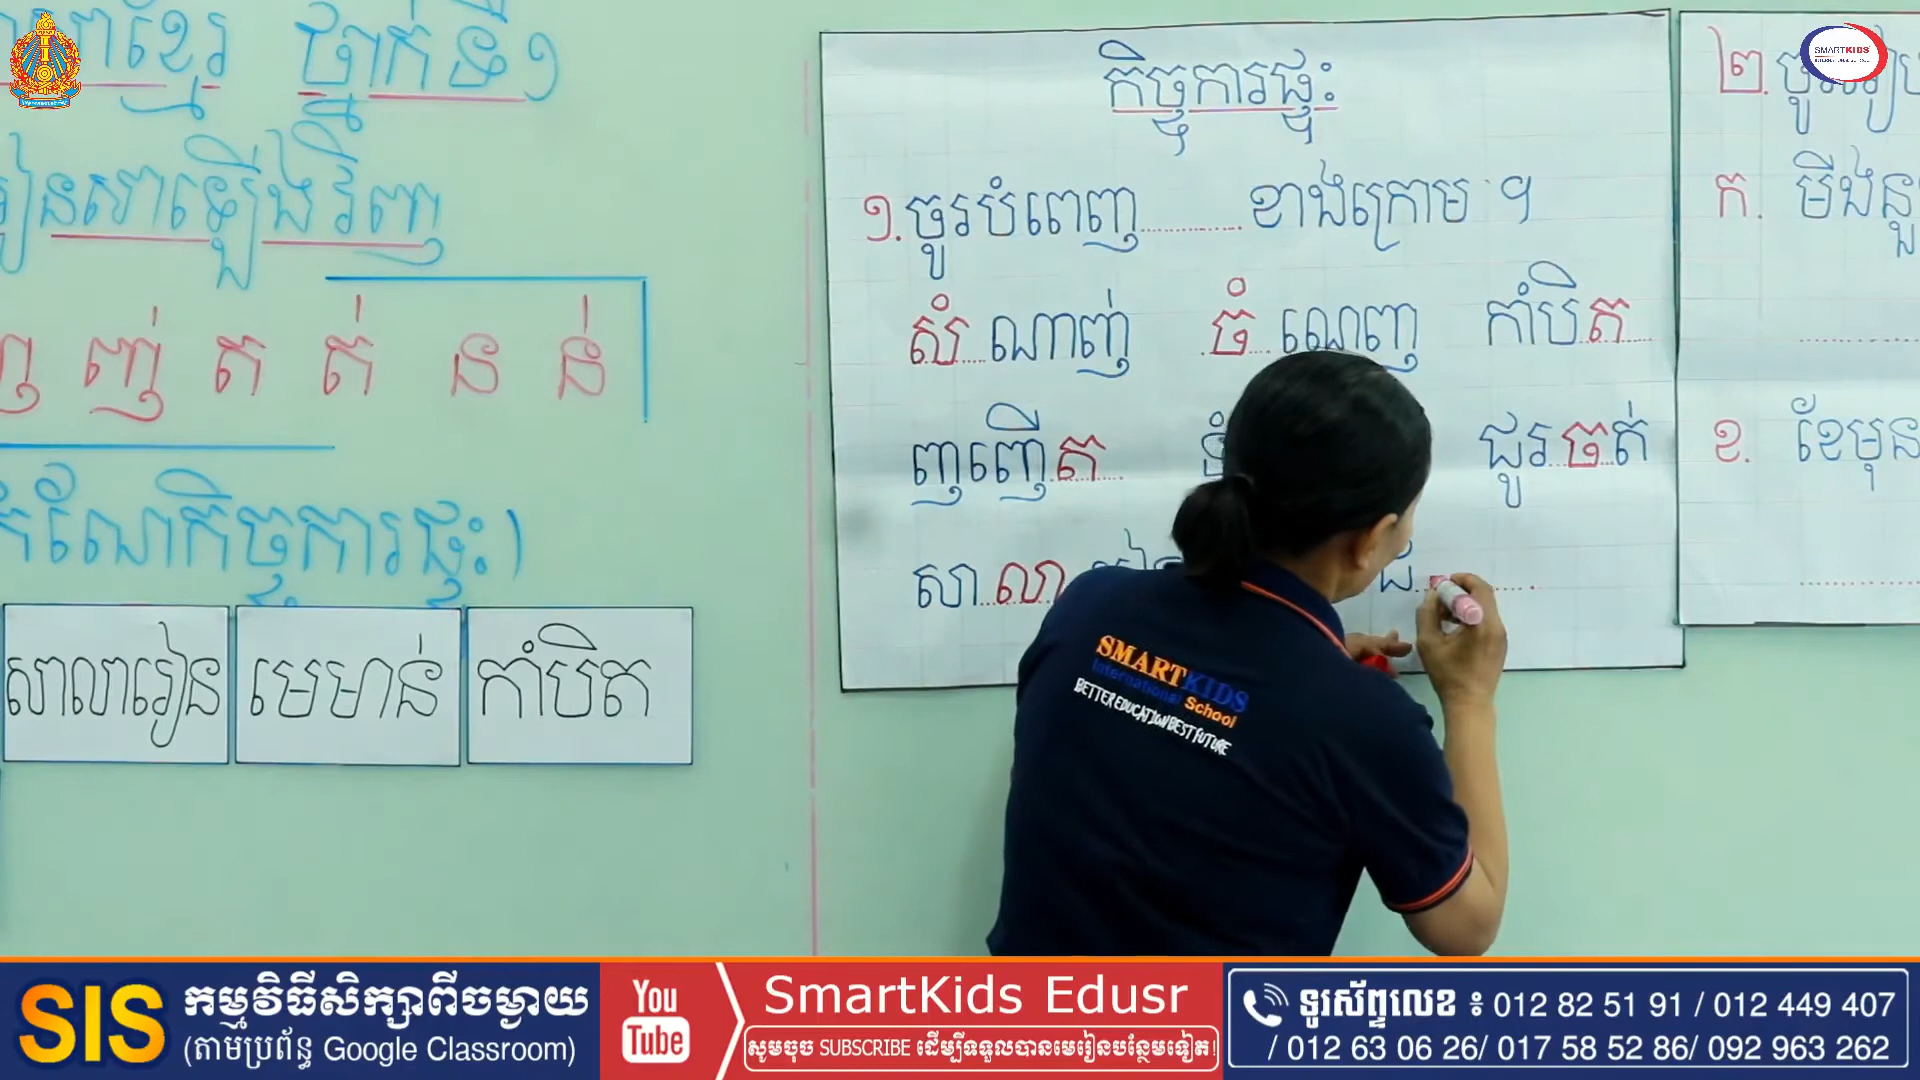 ខ្មែរ ថ្នាក់ទី១
រៀនសាឡើងវិញ
ញ ញ់ ត ត់ ន ន់
កំណែកិច្ចការផ្ទះ។
សាលារៀន មេមាន់ កាំបិត
កិច្ចការផ្ទះ
១. ចូរបំពេញ ........... ខាងក្រោម ។
សំ ណាញ់ ចំ ណេញ កាំបិត
ញញើត ជួរ ចត់
សាលា
២.
ក. មីង
ខ. ខែមុន
SMARTKIDS
INTERNATIONAL SCHOOL
SMARTKIDS
International School
BETTER EDUCATION BEST FUTURE
SIS កម្មវិធីសិក្សាពីចម្ងាយ
(តាមប្រព័ន្ធ Google Classroom)
You Tube
SmartKids Edusr
សូមចុច SUBSCRIBE ដើម្បីទទួលបានមេរៀនបន្ថែមទៀត!
ទូរស័ព្ទលេខ ៖ 012 82 51 91 / 012 449 407
/ 012 63 06 26/ 017 58 52 86/ 092 963 262